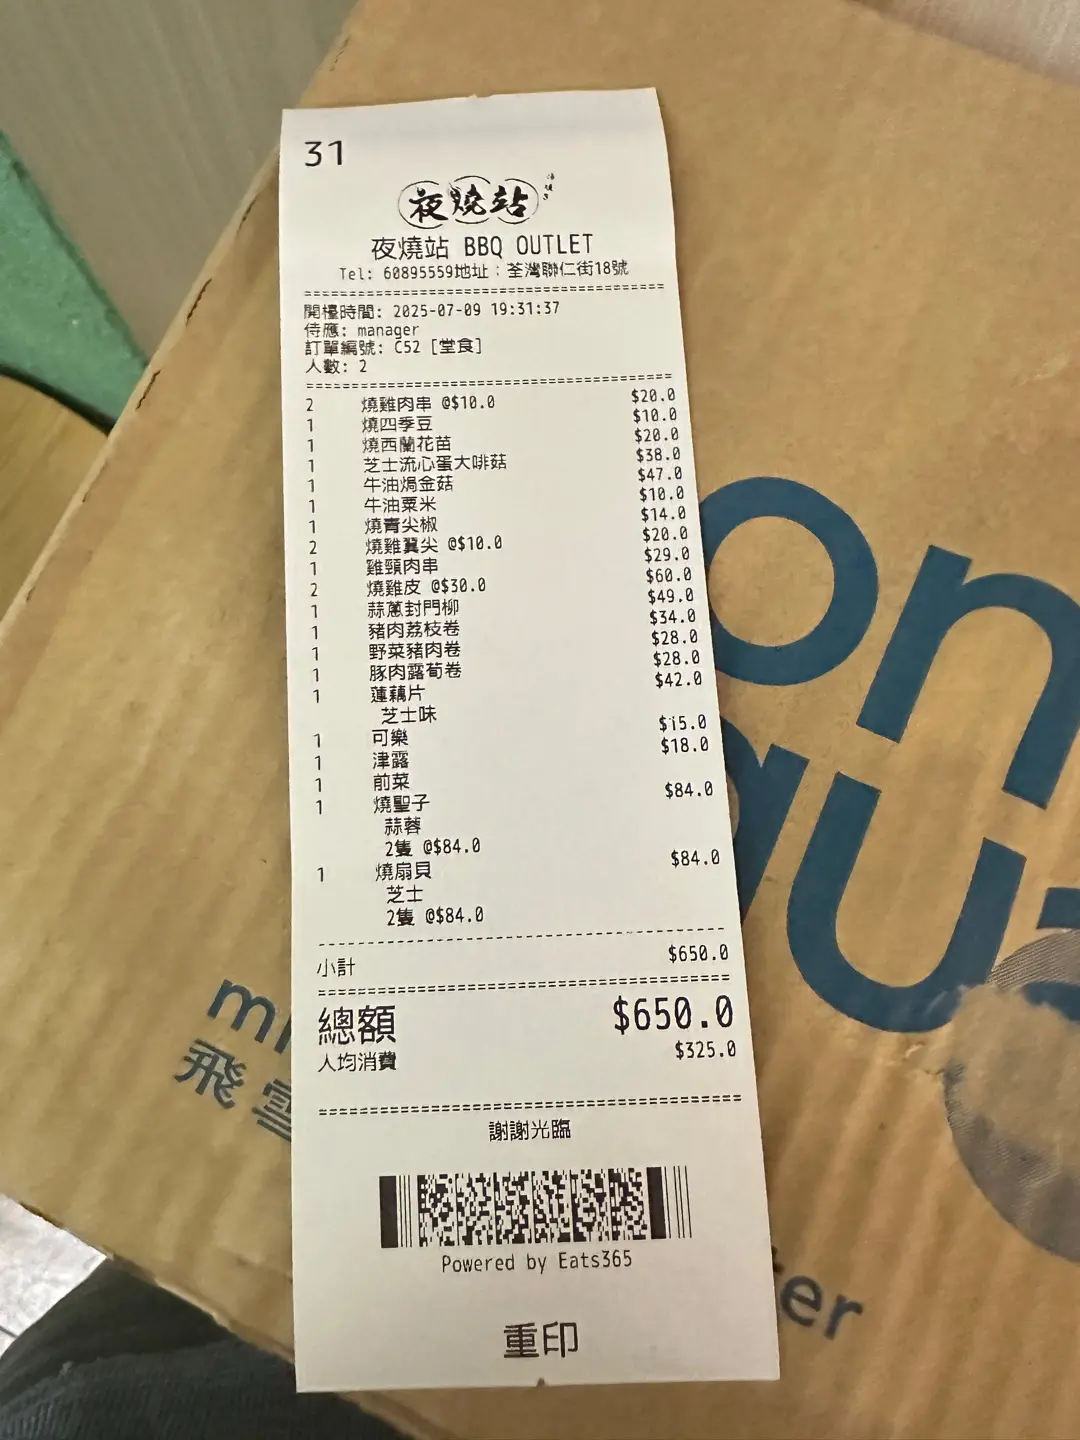 31
夜燒站
夜燒站 BBQ OUTLET
Tel: 60895559地址：荃灣聯仁街18號
開檯時間: 2025-07-09 19:31:37
侍應: manager
訂單編號: C52 [堂食]
人數: 2
2 燒雞肉串 @$10.0 $20.0
1 燒四季豆 $10.0
1 燒西蘭花苗 $20.0
1 芝士流心蛋大啡菇 $38.0
1 牛油焗金菇 $47.0
1 牛油粟米 $10.0
1 燒青尖椒 $14.0
2 燒雞翼尖 @$10.0 $20.0
1 雞頸肉串 $29.0
2 燒雞皮 @$30.0 $60.0
1 蒜蔥封門柳 $49.0
1 豬肉荔枝卷 $34.0
1 野菜豬肉卷 $28.0
1 豚肉露荀卷 $28.0
1 蓮藕片 $42.0
芝士味
1 可樂 $15.0
1 津露 $18.0
1 前菜
1 燒聖子 $84.0
蒜蓉
2隻 @$84.0
1 燒扇貝 $84.0
芝士
2隻 @$84.0
小計 $650.0
總額 $650.0
人均消費 $325.0
謝謝光臨
Powered by Eats365
重印
on
qu
mi
飛雪
er